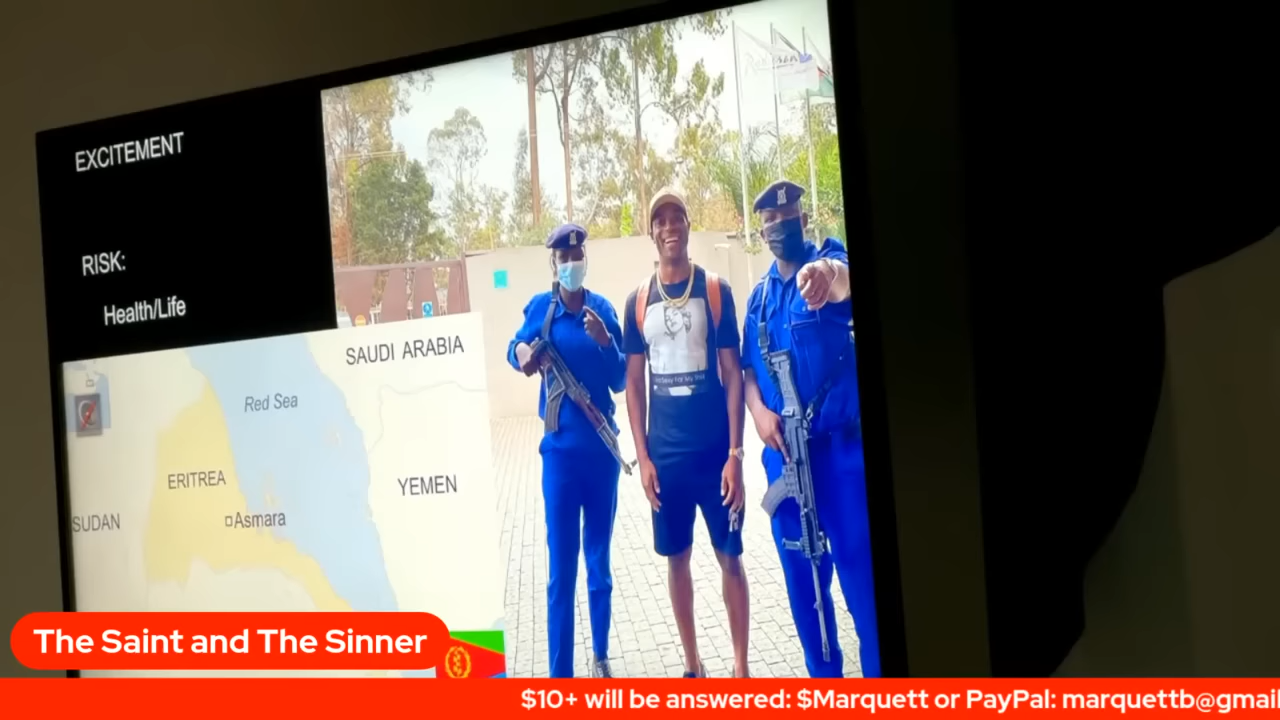 EXCITEMENT
RISK:
Health/Life
SAUDI ARABIA
Red Sea
ERITREA
YEMEN
SUDAN
Asmara
The Saint and The Sinner
$10+ will be answered: $Marquett or PayPal: marquettb@gmail